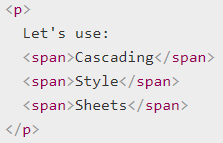 <p>
  Let's use:
  <span>Cascading</span>
  <span>Style</span>
  <span>Sheets</span>
</p>